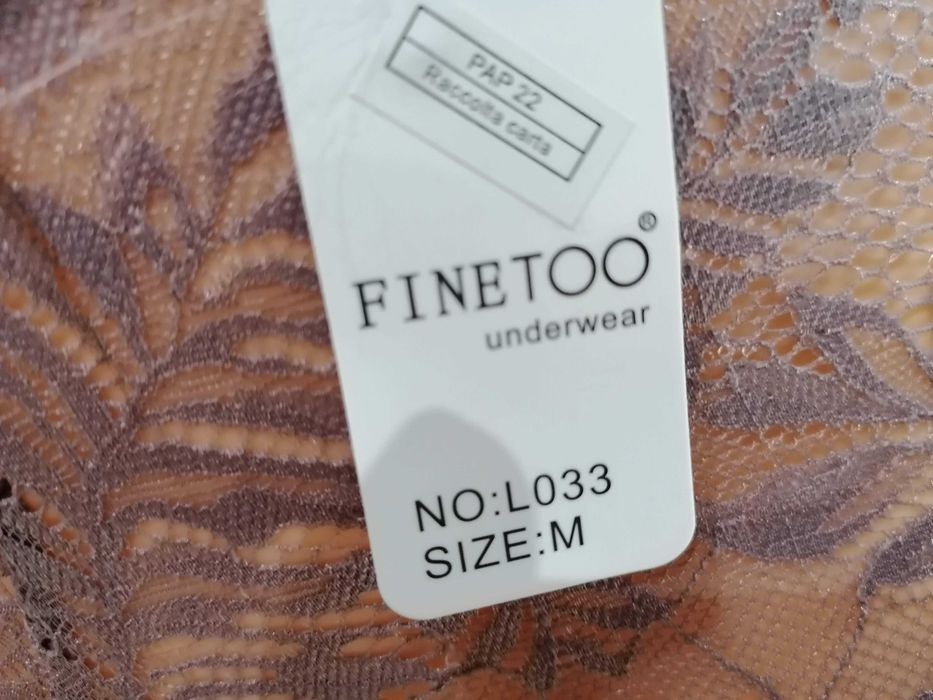 PAP 22
Raccolta carta
FINETOO®
underwear
NO:L033
SIZE:M